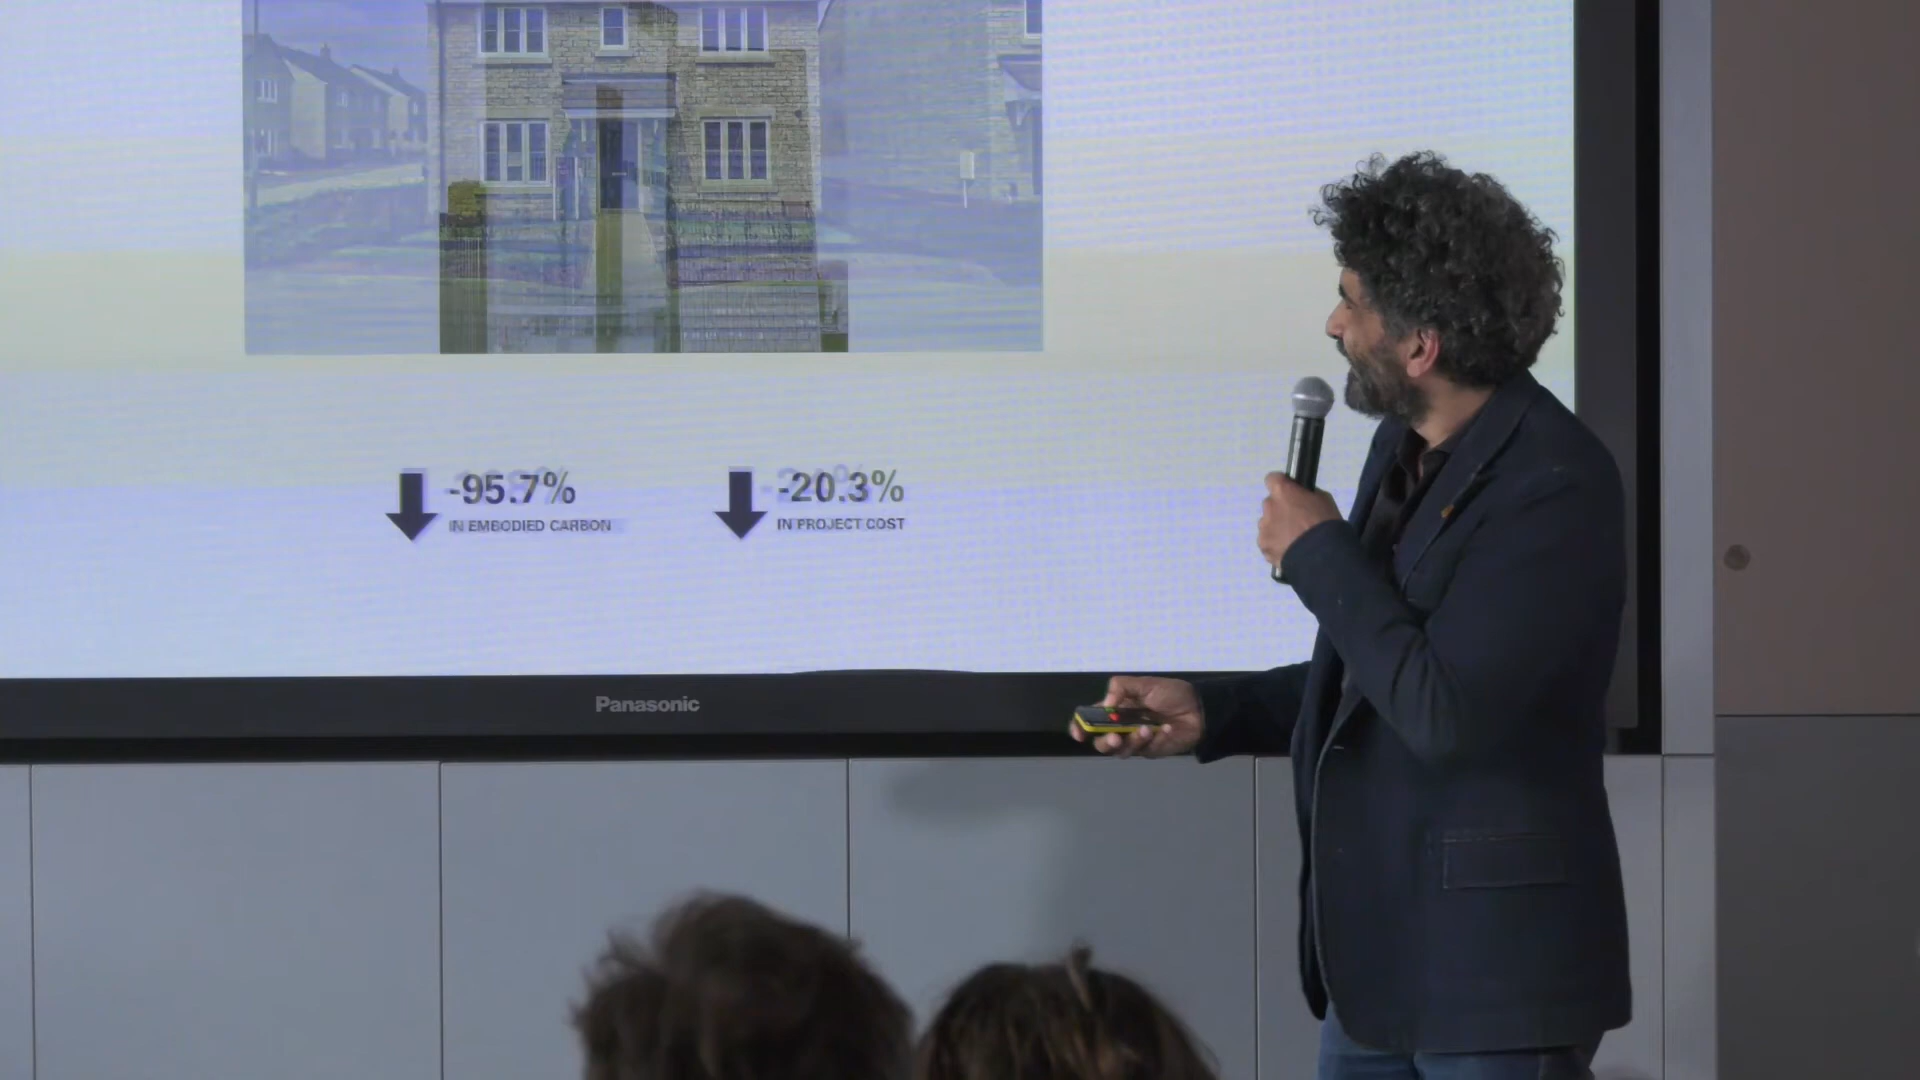 -95.7%
IN EMBODIED CARBON
-20.3%
IN PROJECT COST
Panasonic